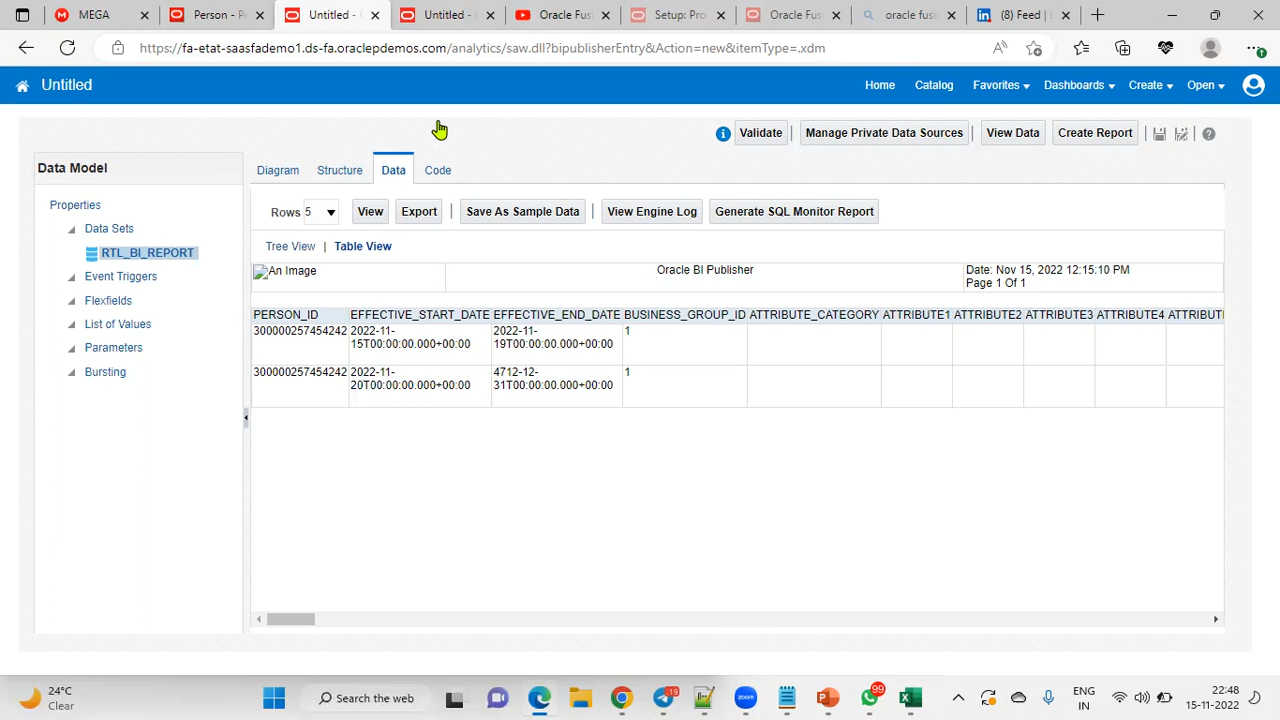 MEGA
Person - P
Untitled -
Untitled -
Oracle Fus
Setup: Pro
Oracle Fus
oracle fus
(8) Feed | L
https://fa-etat-saasfademo1.ds-fa.oraclepdemos.com/analytics/saw.dll?bipublisherEntry&Action=new&itemType=.xdm
Untitled
Home
Catalog
Favorites
Dashboards
Create
Open
Validate
Manage Private Data Sources
View Data
Create Report
Data Model
Diagram
Structure
Data
Code
Properties
Data Sets
RTL_BI_REPORT
Event Triggers
Flexfields
List of Values
Parameters
Bursting
Rows 5
View
Export
Save As Sample Data
View Engine Log
Generate SQL Monitor Report
Tree View | Table View
An Image
Oracle BI Publisher
Date: Nov 15, 2022 12:15:10 PM
Page 1 Of 1
PERSON_ID EFFECTIVE_START_DATE EFFECTIVE_END_DATE BUSINESS_GROUP_ID ATTRIBUTE_CATEGORY ATTRIBUTE1 ATTRIBUTE2 ATTRIBUTE3 ATTRIBUTE4 ATTRIBUT
300000257454242 2022-11- 2022-11- 1
15T00:00:00.000+00:00 19T00:00:00.000+00:00
300000257454242 2022-11- 4712-12- 1
20T00:00:00.000+00:00 31T00:00:00.000+00:00
24°C
Clear
Search the web
19
zoom
99
ENG
IN
22:48
15-11-2022